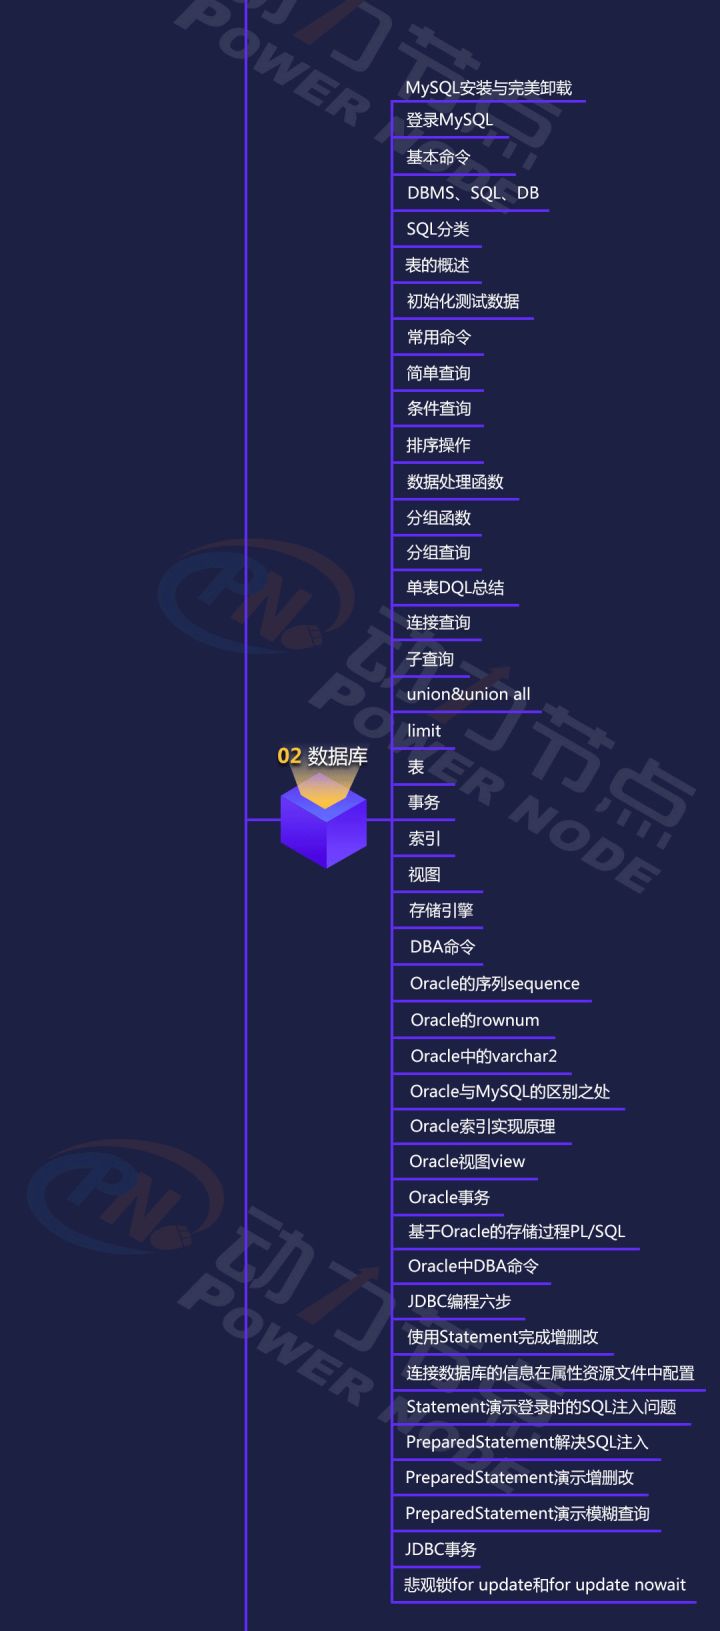 MySQL安装与完美卸载
登录MySQL
基本命令
DBMS、SQL、DB
SQL分类
表的概述
初始化测试数据
常用命令
简单查询
条件查询
排序操作
数据处理函数
分组函数
分组查询
单表DQL总结
连接查询
子查询
union&union all
limit
表
02 数据库
事务
索引
视图
存储引擎
DBA命令
Oracle的序列sequence
Oracle的rownum
Oracle中的varchar2
Oracle与MySQL的区别之处
Oracle索引实现原理
Oracle视图view
Oracle事务
基于Oracle的存储过程PL/SQL
Oracle中DBA命令
JDBC编程六步
使用Statement完成增删改
连接数据库的信息在属性资源文件中配置
Statement演示登录时的SQL注入问题
PreparedStatement解决SQL注入
PreparedStatement演示增删改
PreparedStatement演示模糊查询
JDBC事务
悲观锁for update和for update nowait
动力节点
POWER NODE
PN
动力节点
POWER NODE
PN
动力节点
POWER NODE